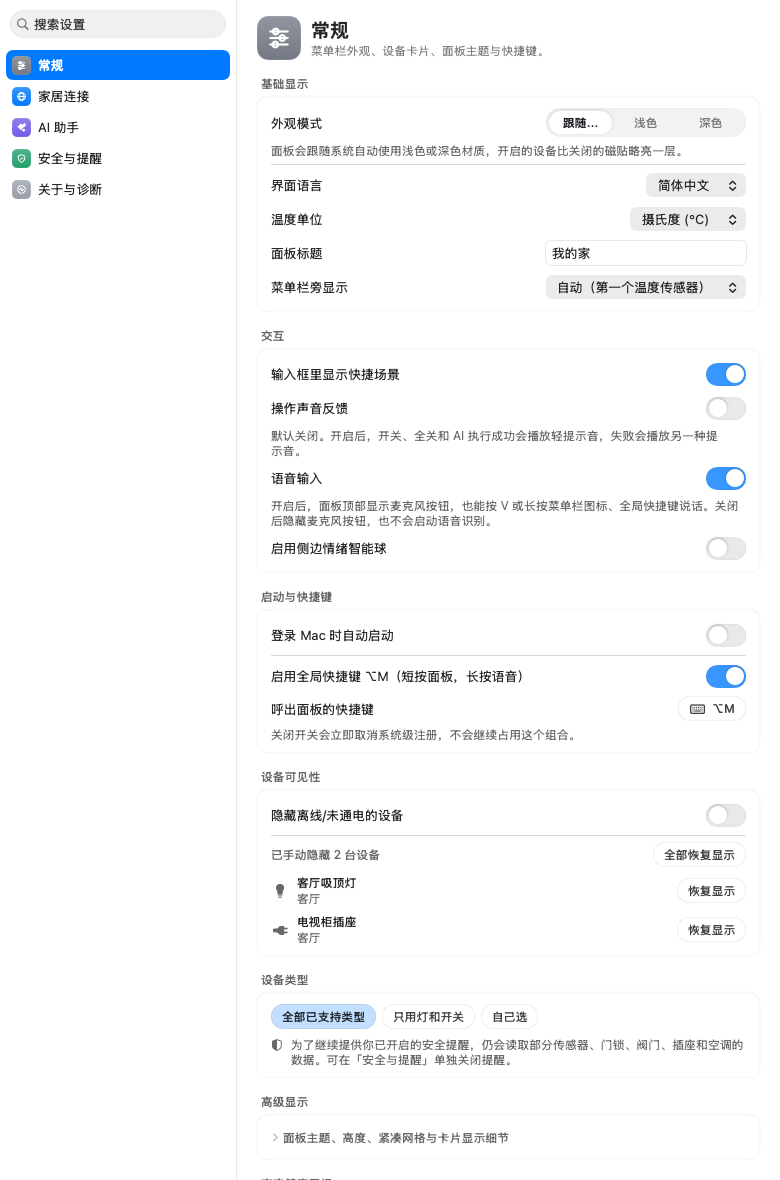 搜索设置
常规
家居连接
AI 助手
安全与提醒
关于与诊断
常规
菜单栏外观、设备卡片、面板主题与快捷键。
基础显示
外观模式
跟随...
浅色
深色
面板会跟随系统自动使用浅色或深色材质，开启的设备比关闭的磁贴略亮一层。
界面语言
简体中文
温度单位
摄氏度 (°C)
面板标题
我的家
菜单栏旁显示
自动（第一个温度传感器）
交互
输入框里显示快捷场景
操作声音反馈
默认关闭。开启后，开关、全关和 AI 执行成功会播放轻提示音，失败会播放另一种提
示音。
语音输入
开启后，面板顶部显示麦克风按钮，也能按 V 或长按菜单栏图标、全局快捷键说话。关闭
后隐藏麦克风按钮，也不会启动语音识别。
启用侧边情绪智能球
启动与快捷键
登录 Mac 时自动启动
启用全局快捷键 ⌥M（短按面板，长按语音）
呼出面板的快捷键
⌥M
关闭开关会立即取消系统级注册，不会继续占用这个组合。
设备可见性
隐藏离线/未通电的设备
已手动隐藏 2 台设备
全部恢复显示
客厅吸顶灯
客厅
恢复显示
电视柜插座
客厅
恢复显示
设备类型
全部已支持类型
只用灯和开关
自己选
为了继续提供你已开启的安全提醒，仍会读取部分传感器、门锁、阀门、插座和空调的
数据。可在「安全与提醒」单独关闭提醒。
高级显示
面板主题、高度、紧凑网格与卡片显示细节